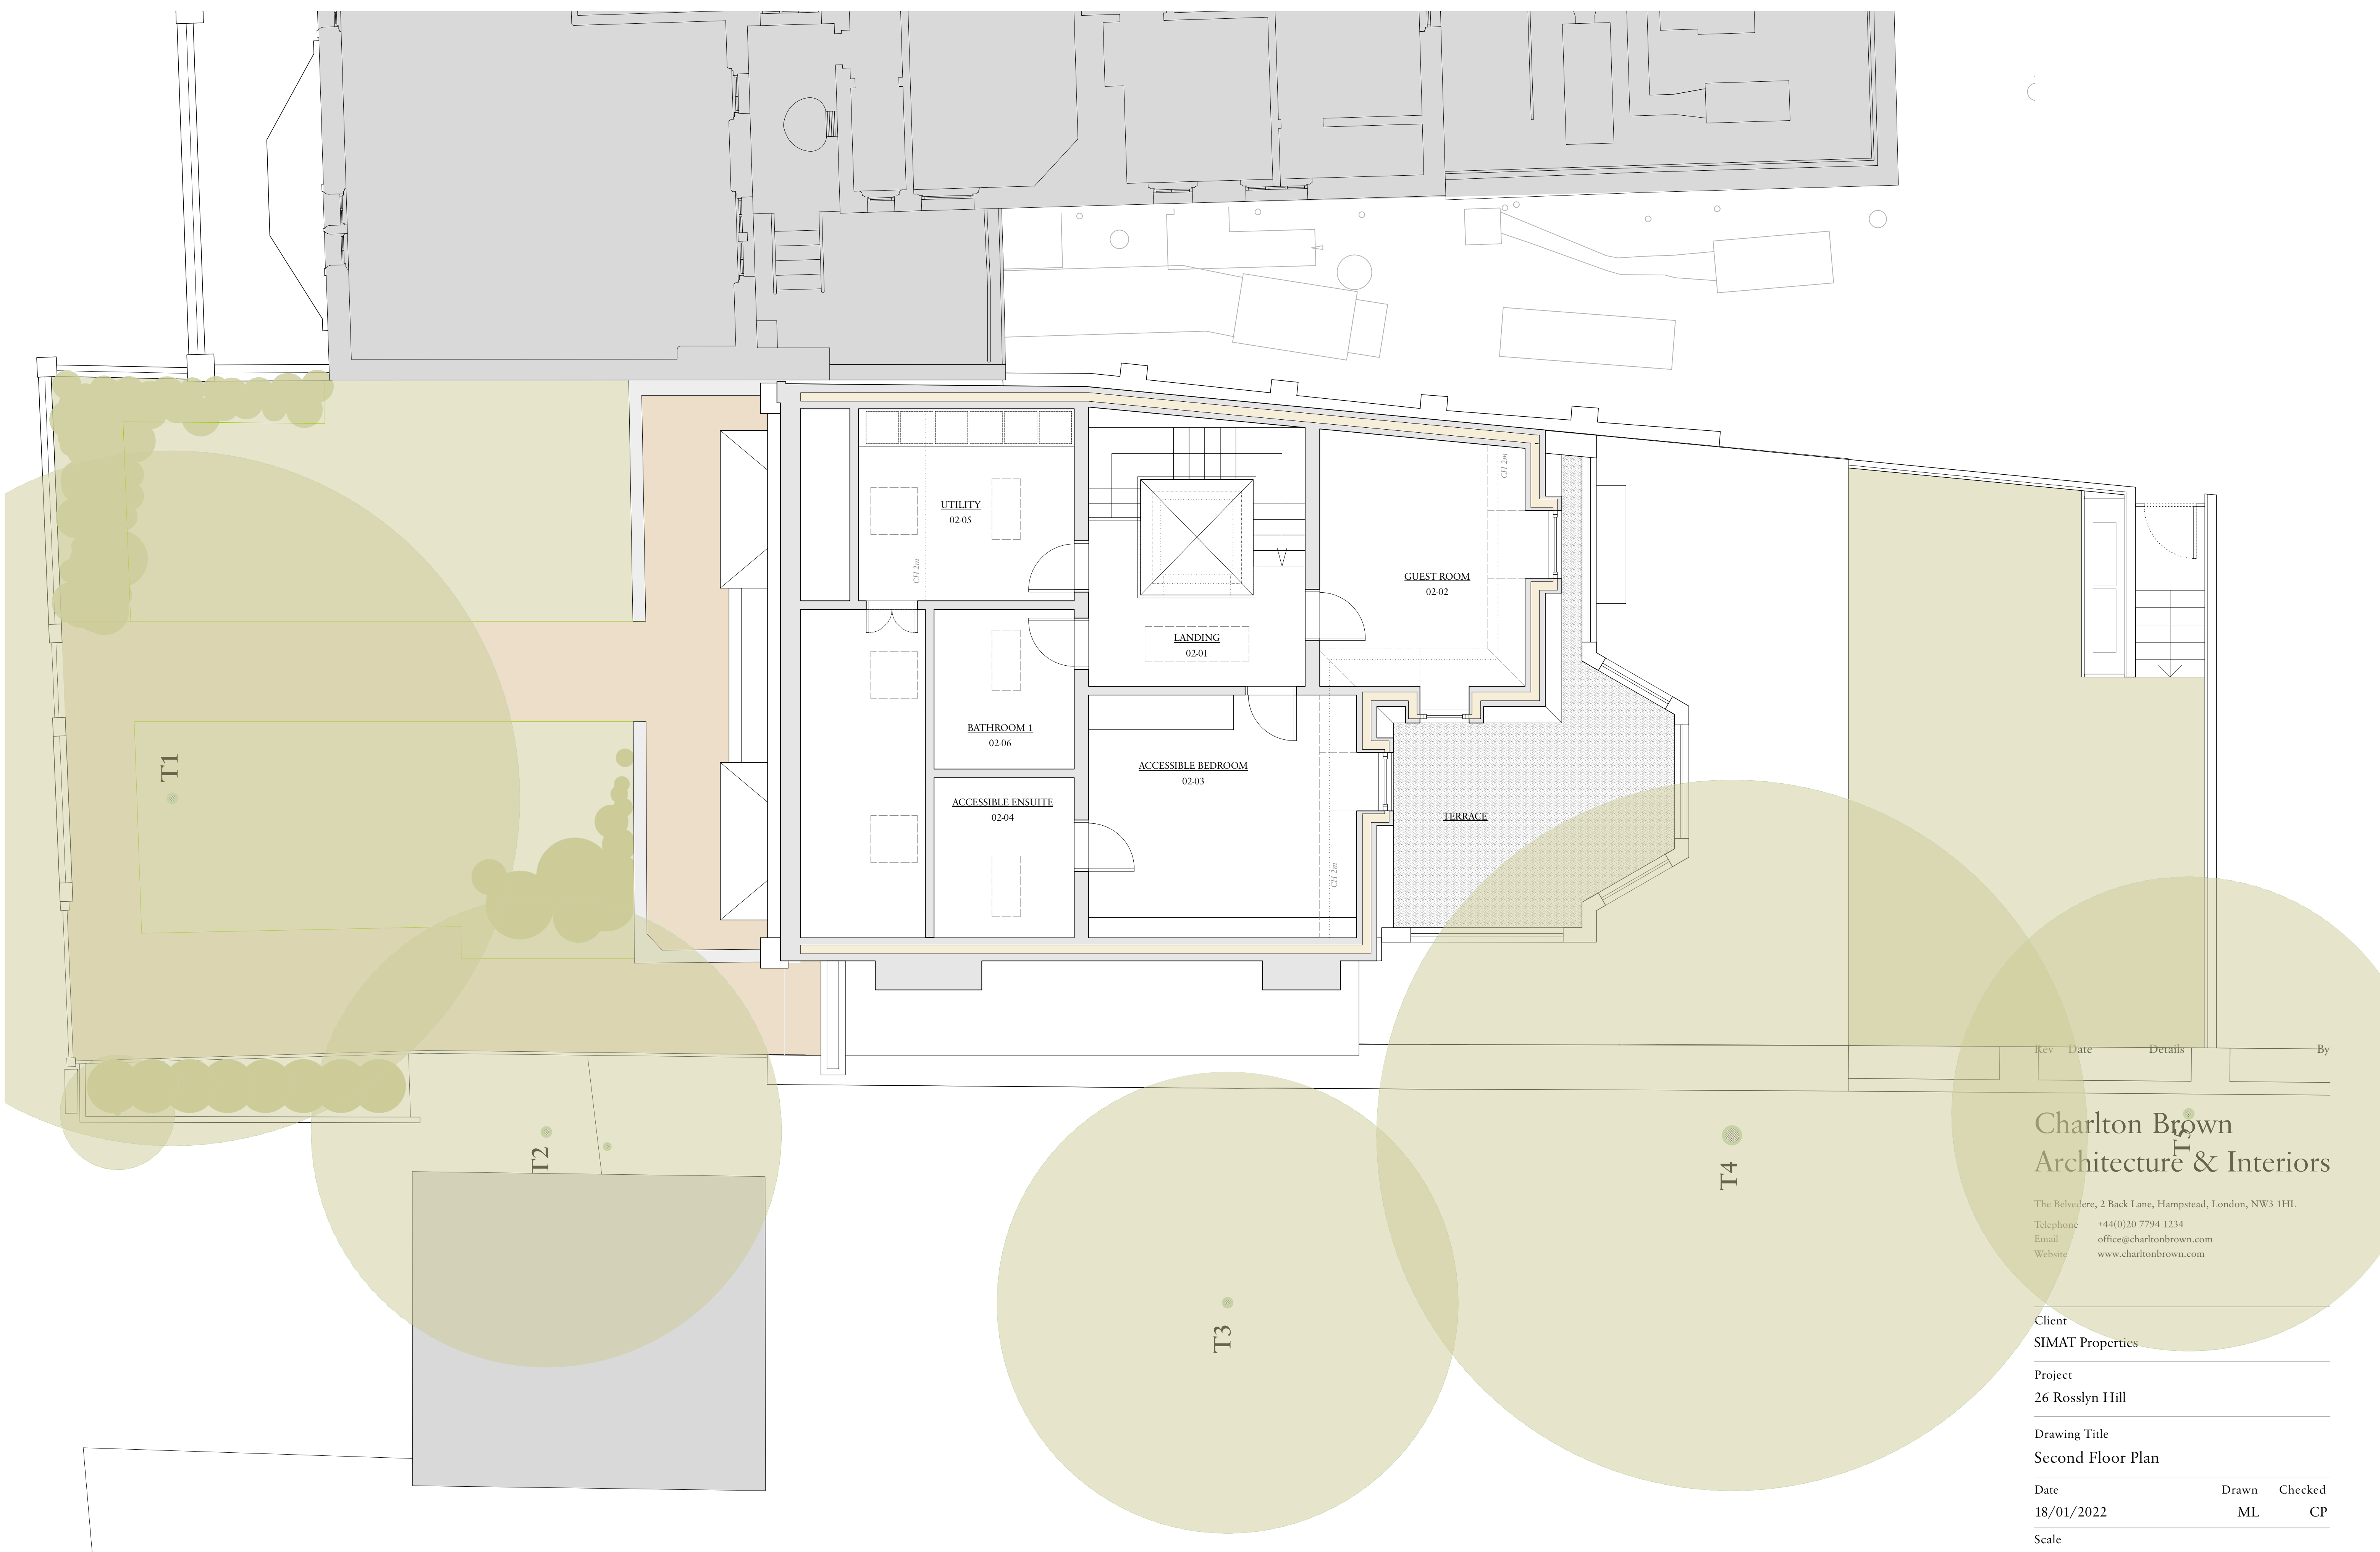 UTILITY
02-05
CH 2m
CH 2m
GUEST ROOM
02-02
LANDING
02-01
BATHROOM 1
02-06
ACCESSIBLE BEDROOM
02-03
ACCESSIBLE ENSUITE
02-04
CH 2m
TERRACE
T1
T2
T3
T4
T5
Rev Date Details By
Charlton Brown
Architecture & Interiors
The Belvedere, 2 Back Lane, Hampstead, London, NW3 1HL
Telephone +44(0)20 7794 1234
Email office@charltonbrown.com
Website www.charltonbrown.com
Client
SIMAT Properties
Project
26 Rosslyn Hill
Drawing Title
Second Floor Plan
Date Drawn Checked
18/01/2022 ML CP
Scale